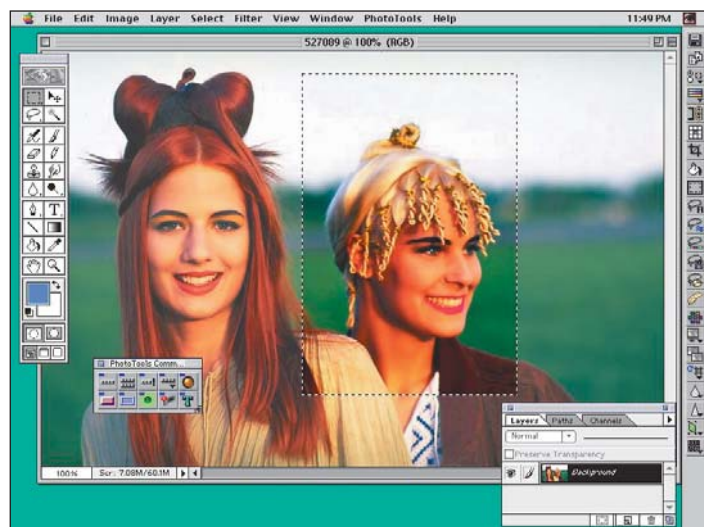 File Edit Image Layer Select Filter View Window PhotoTools Help 11:49 PM
527009 @ 100% (RGB)
T
PhotoTools Comm...
Layers Paths Channels
Normal
Preserve Transparency
Background
100% Scr: 7.08M/60.1M